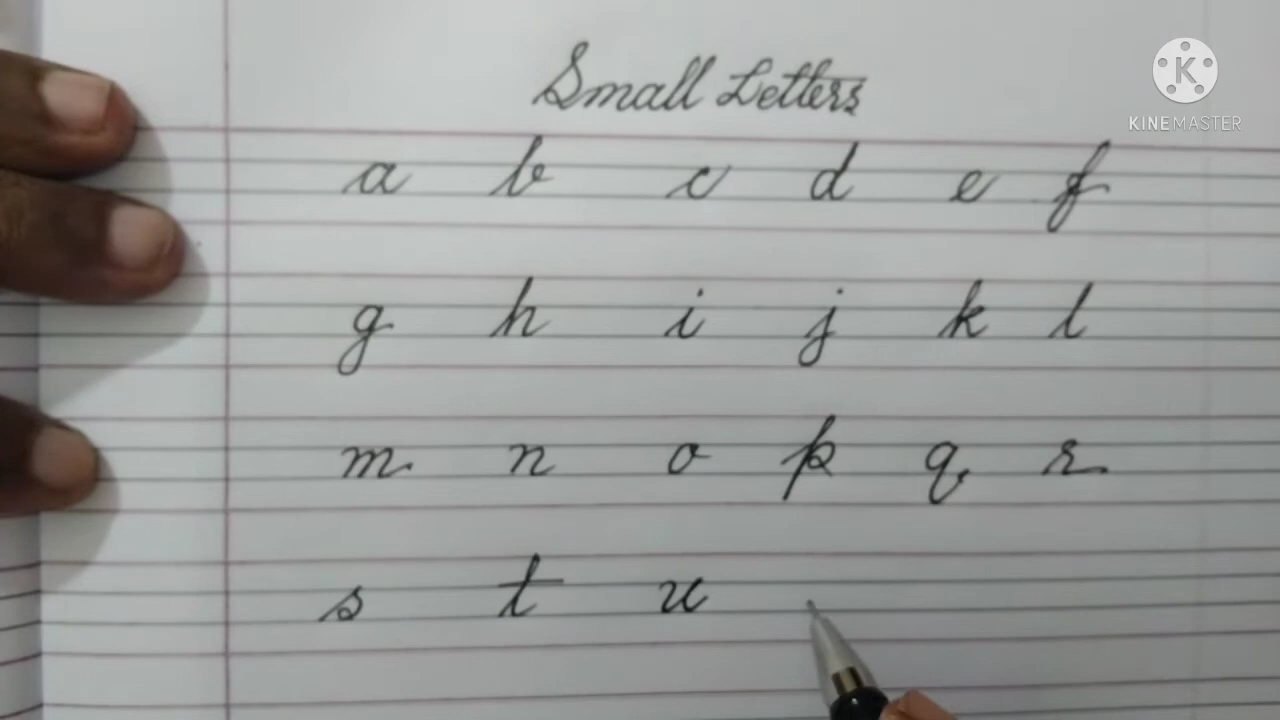 Small Letters
K
KINEMASTER
a b c d e f
g h i j k l
m n o p q r
s t u